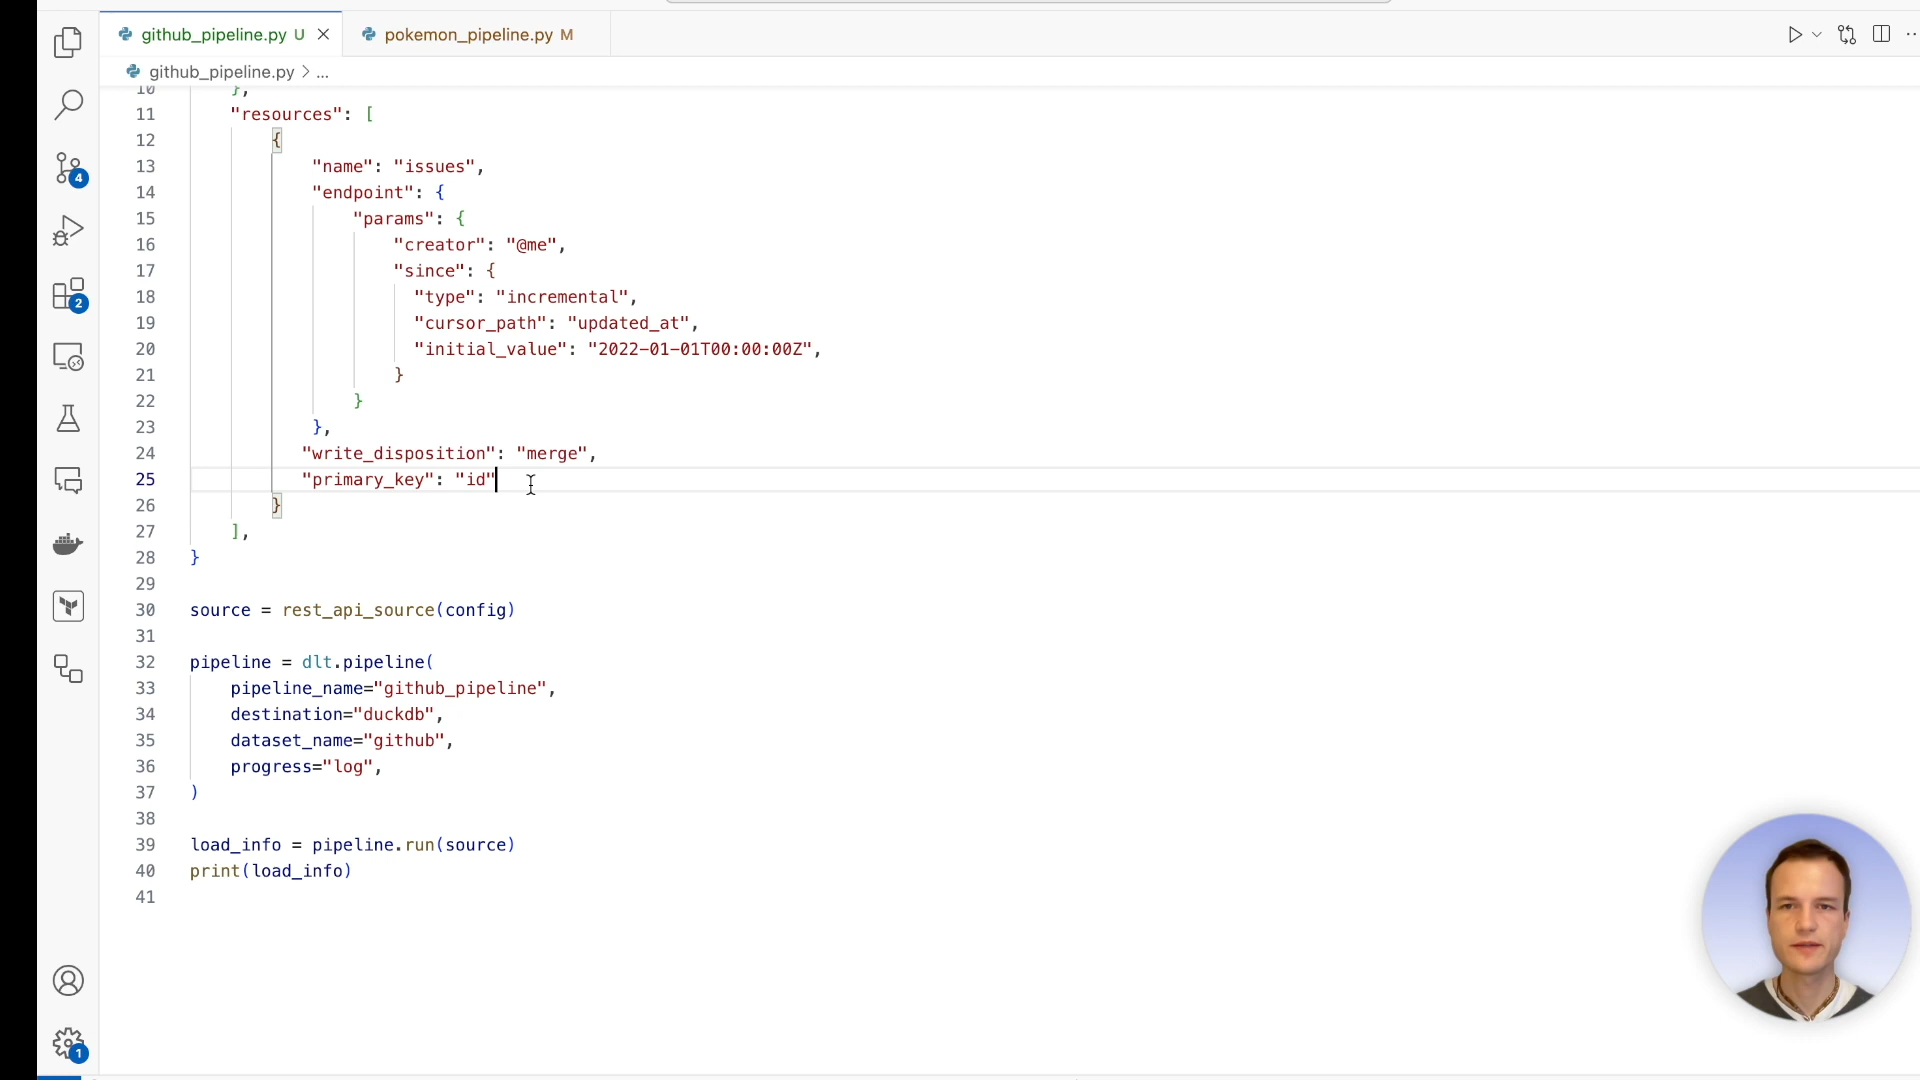 github_pipeline.py U
pokemon_pipeline.py M
github_pipeline.py > ...
10 },
11 "resources": [
12 {
13 "name": "issues",
14 "endpoint": {
15 "params": {
16 "creator": "@me",
17 "since": {
18 "type": "incremental",
19 "cursor_path": "updated_at",
20 "initial_value": "2022-01-01T00:00:00Z",
21 }
22 }
23 },
24 "write_disposition": "merge",
25 "primary_key": "id"
26 }
27 ],
28 }
29
30 source = rest_api_source(config)
31
32 pipeline = dlt.pipeline(
33 pipeline_name="github_pipeline",
34 destination="duckdb",
35 dataset_name="github",
36 progress="log",
37 )
38
39 load_info = pipeline.run(source)
40 print(load_info)
41
4
2
1